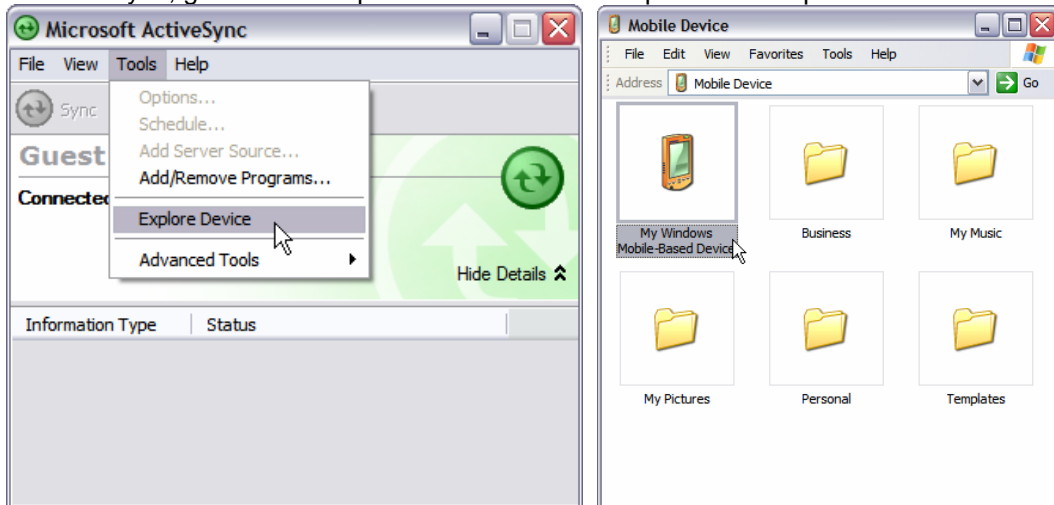 Microsoft ActiveSync
File View Tools Help
Sync
Options...
Schedule...
Add Server Source...
Add/Remove Programs...
Explore Device
Advanced Tools
Guest
Connected
Hide Details
Information Type Status
Mobile Device
File Edit View Favorites Tools Help
Address Mobile Device Go
My Windows
Mobile-Based Device
Business
My Music
My Pictures
Personal
Templates